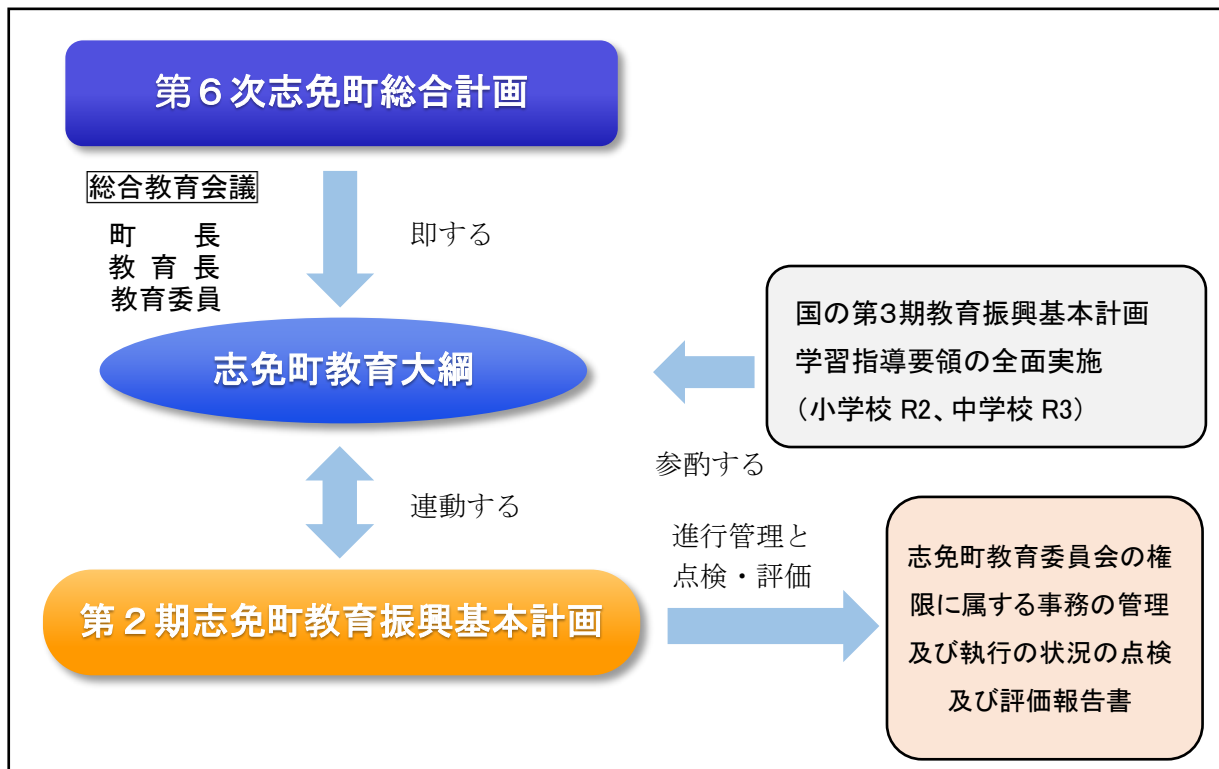 第６次志免町総合計画
総合教育会議
町　　長
教 育 長
教育委員
即する
志免町教育大綱
国の第3期教育振興基本計画
学習指導要領の全面実施
（小学校 R2、中学校 R3）
参酌する
連動する
進行管理と
点検・評価
第２期志免町教育振興基本計画
志免町教育委員会の権
限に属する事務の管理
及び執行の状況の点検
及び評価報告書